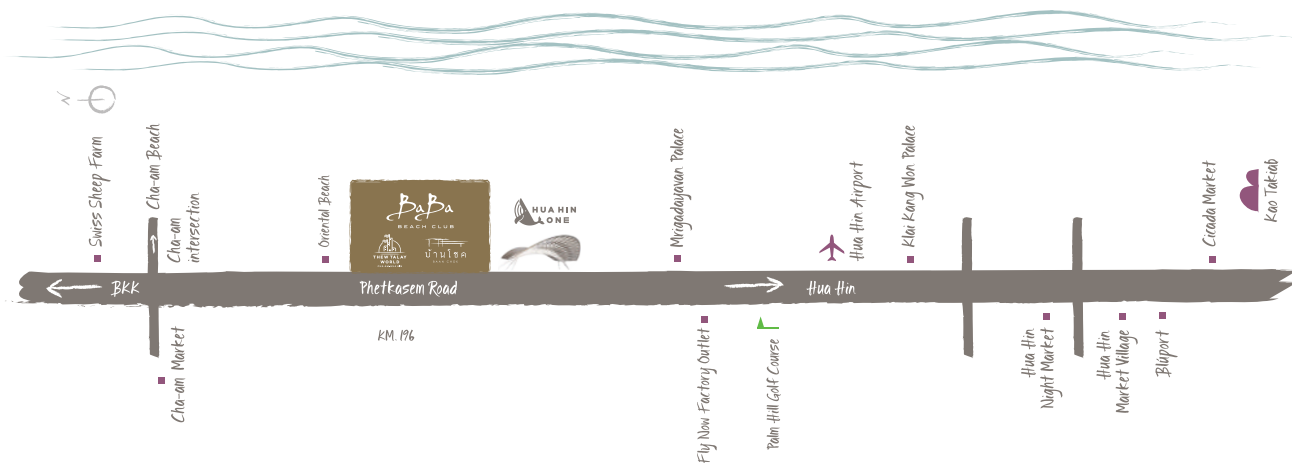 N
Swiss Sheep Farm
Cha-am Beach
Cha-am
intersection
Oriental Beach
BaBa
BEACH CLUB
THEW TALAY
WORLD
บ้านโชค
HUA HIN
ONE
Mrigadayavan Palace
Hua Hin Airport
Klai Kang Won Palace
Cicada Market
Kao Takiab
BKK
Phetkasem Road
Hua Hin
KM. 196
Cha-am Market
Fly Now Factory Outlet
Palm Hill Golf Course
Hua Hin
Night Market
Hua Hin
Market Village
Blúport